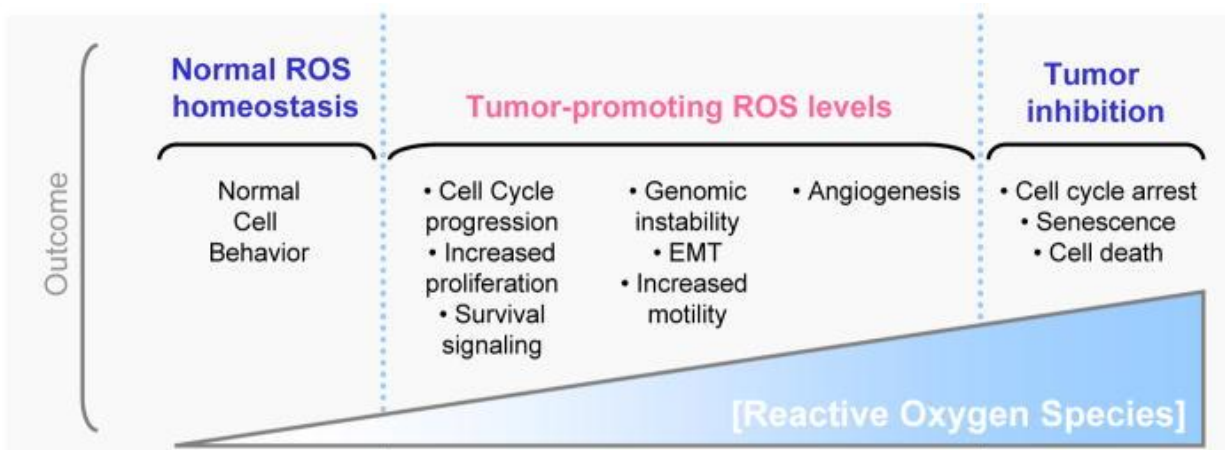 Outcome
Normal ROS
homeostasis
Normal
Cell
Behavior
Tumor-promoting ROS levels
• Cell Cycle
progression
• Increased
proliferation
• Survival
signaling
• Genomic
instability
• EMT
• Increased
motility
• Angiogenesis
Tumor
inhibition
• Cell cycle arrest
• Senescence
• Cell death
[Reactive Oxygen Species]